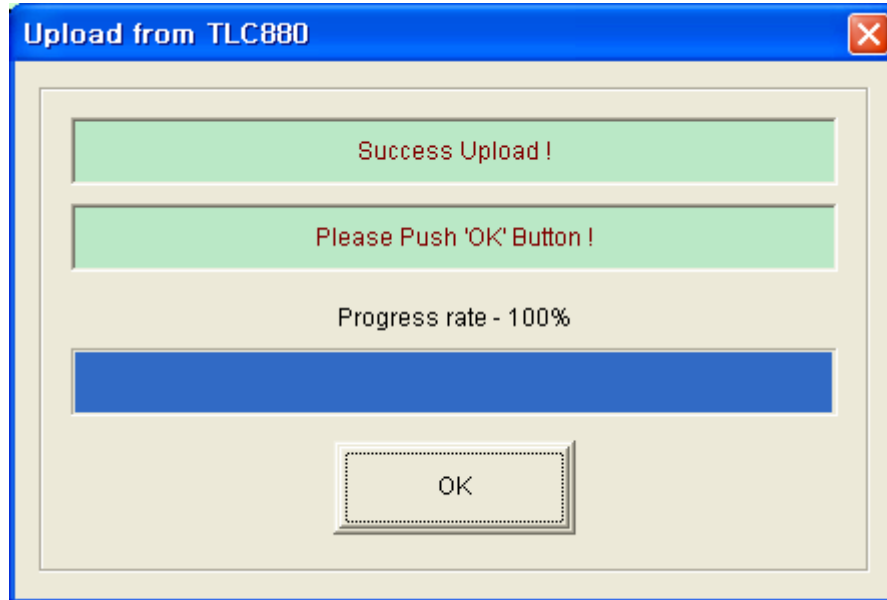 Upload from TLC880
Success Upload !
Please Push 'OK' Button !
Progress rate - 100%
OK